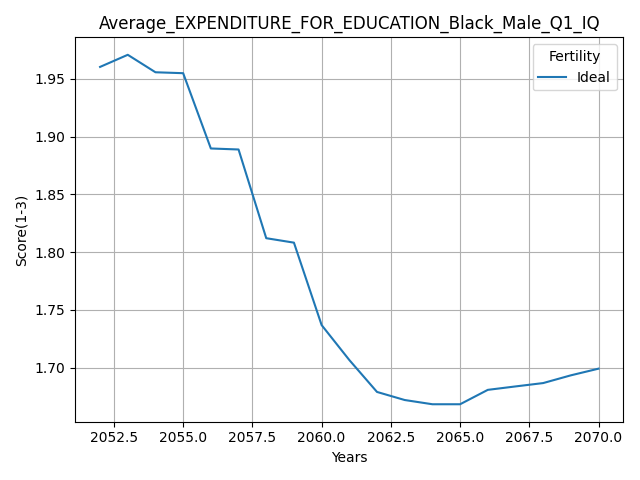 Average_EXPENDITURE_FOR_EDUCATION_Black_Male_Q1_IQ
Fertility
Ideal
Score(1-3)
1.95
1.90
1.85
1.80
1.75
1.70
2052.5 2055.0 2057.5 2060.0 2062.5 2065.0 2067.5 2070.0
Years